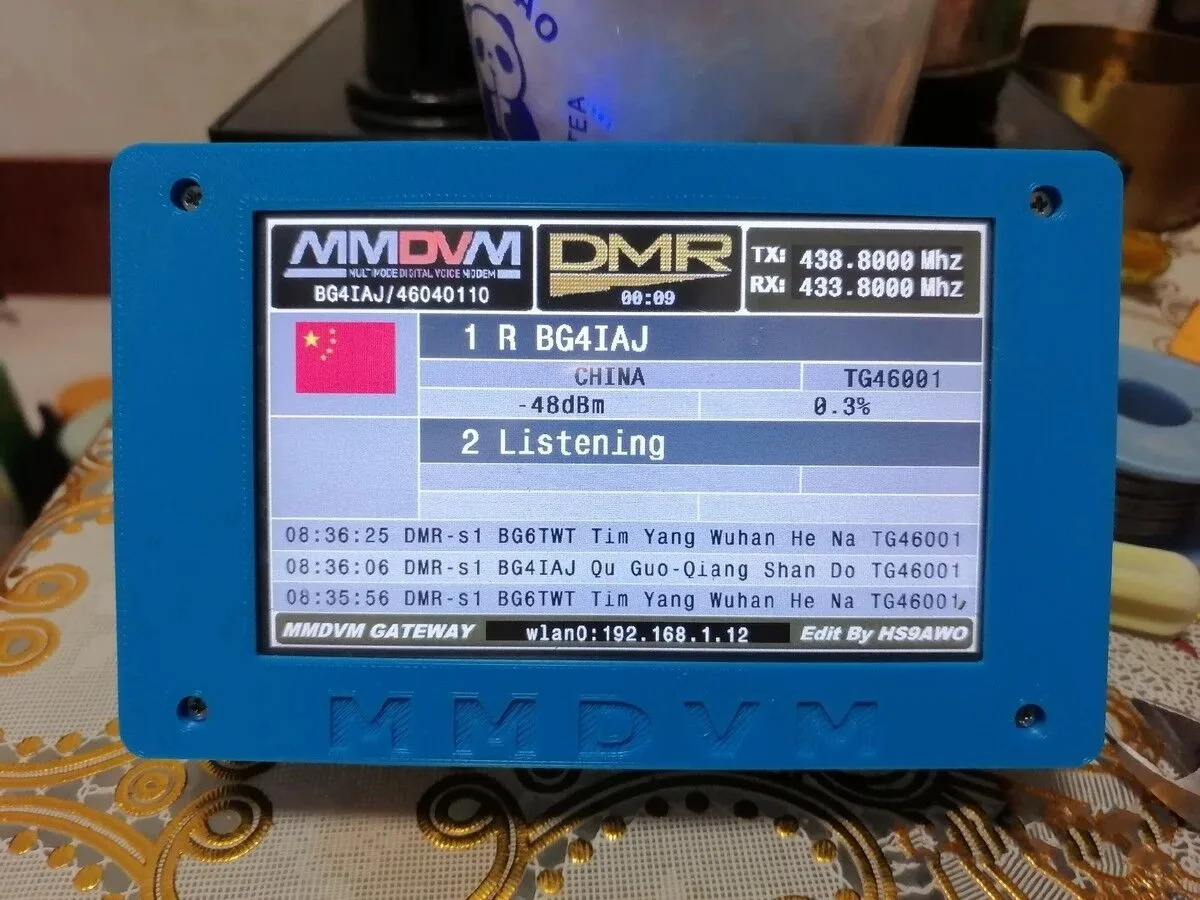 AO
TEA
MMDVM
MULTIMODE DIGITAL VOICE MODEM
BG4IAJ/46040110
DMR
00:09
TX: 438.8000 Mhz
RX: 433.8000 Mhz
1 R BG4IAJ
CHINA TG46001
-48dBm 0.3%
2 Listening
08:36:25 DMR-s1 BG6TWT Tim Yang Wuhan He Na TG46001
08:36:06 DMR-s1 BG4IAJ Qu Guo-Qiang Shan Do TG46001
08:35:56 DMR-s1 BG6TWT Tim Yang Wuhan He Na TG46001
MMDVM GATEWAY wlan0:192.168.1.12 Edit By HS9AWO
MMDVM